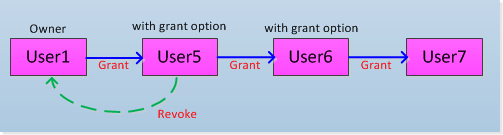 Owner
with grant option
with grant option
User1
Grant
User5
Grant
User6
Grant
User7
Revoke